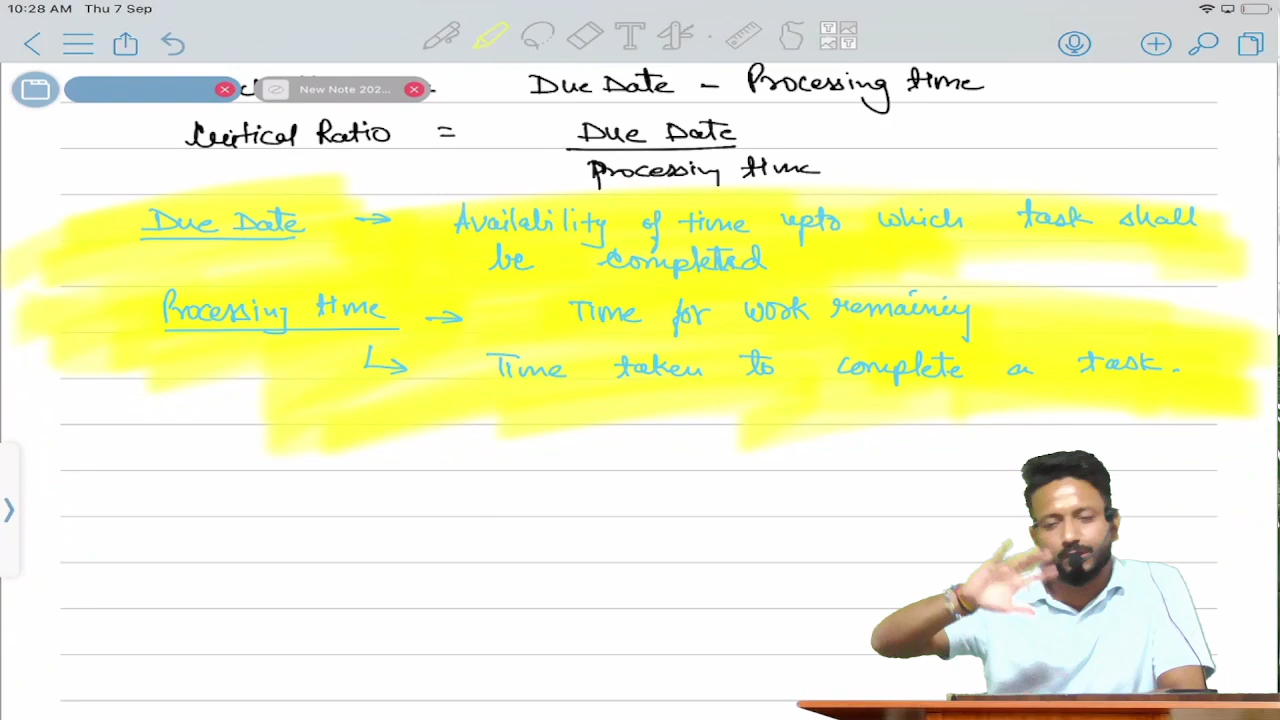 10:28 AM Thu 7 Sep
New Note 202...
Due Date - Processing time
Critical Ratio = Due Date
Processing time
Due Date → Availability of time upto which task shall
be completed
Processing time → Time for work remaining
↳ Time taken to complete a task.